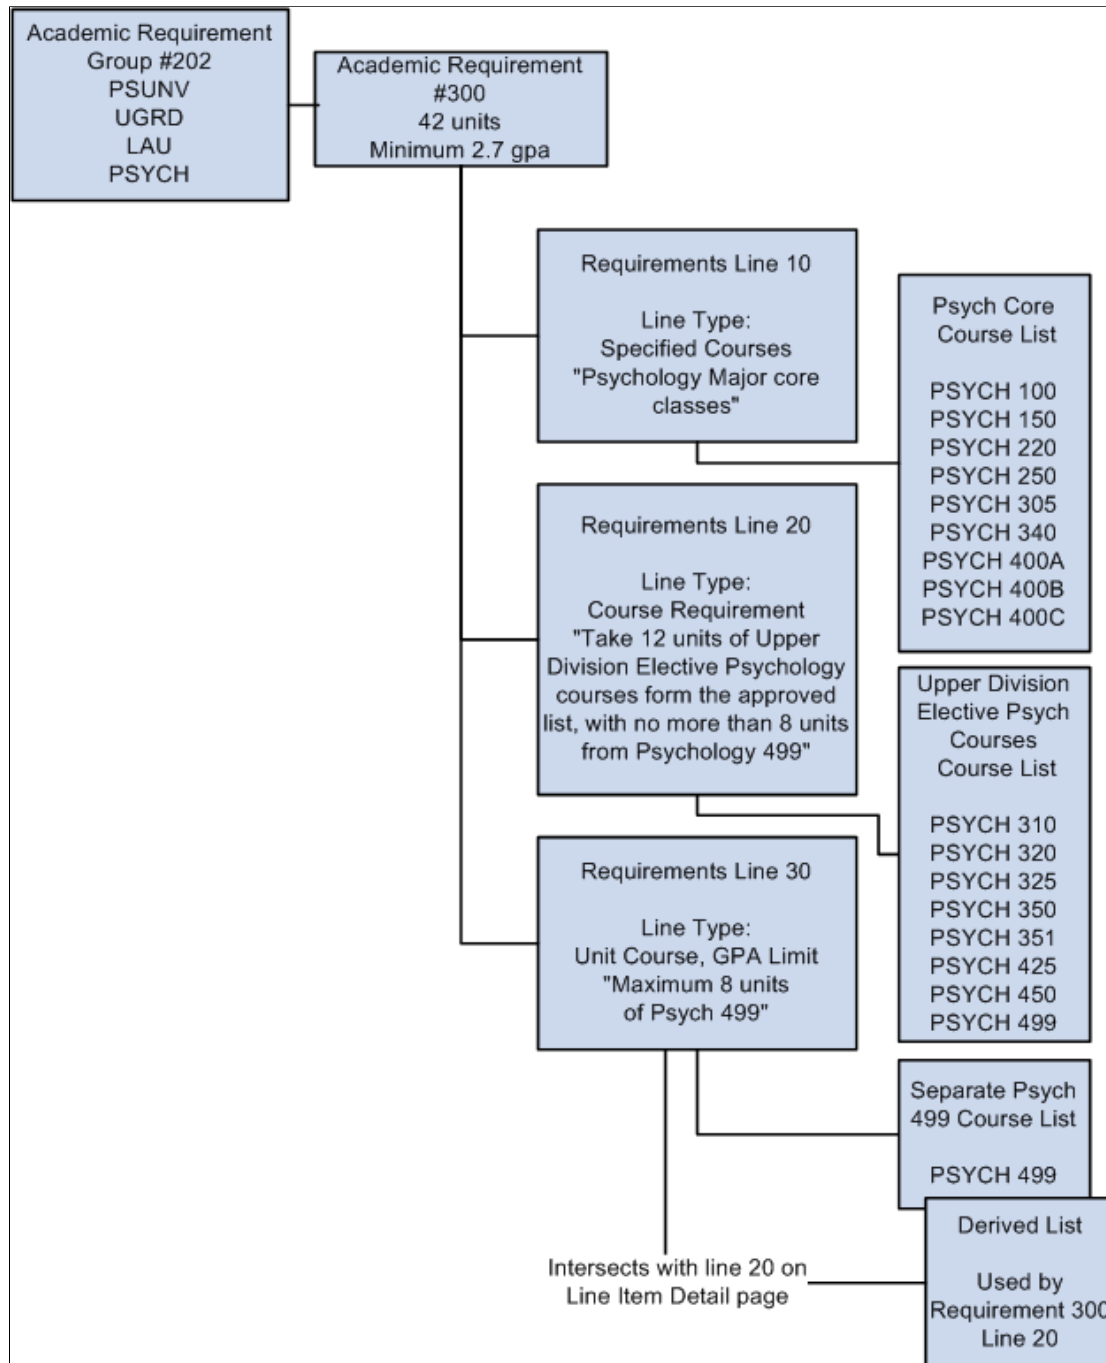 Academic Requirement
Group #202
PSUNV
UGRD
LAU
PSYCH
Academic Requirement
#300
42 units
Minimum 2.7 gpa
Requirements Line 10
Line Type:
Specified Courses
"Psychology Major core
classes"
Psych Core
Course List
PSYCH 100
PSYCH 150
PSYCH 220
PSYCH 250
PSYCH 305
PSYCH 340
PSYCH 400A
PSYCH 400B
PSYCH 400C
Requirements Line 20
Line Type:
Course Requirement
"Take 12 units of Upper
Division Elective Psychology
courses form the approved
list, with no more than 8 units
from Psychology 499"
Upper Division
Elective Psych
Courses
Course List
PSYCH 310
PSYCH 320
PSYCH 325
PSYCH 350
PSYCH 351
PSYCH 425
PSYCH 450
PSYCH 499
Requirements Line 30
Line Type:
Unit Course, GPA Limit
"Maximum 8 units
of Psych 499"
Separate Psych
499 Course List
PSYCH 499
Intersects with line 20 on
Line Item Detail page
Derived List
Used by
Requirement 300
Line 20